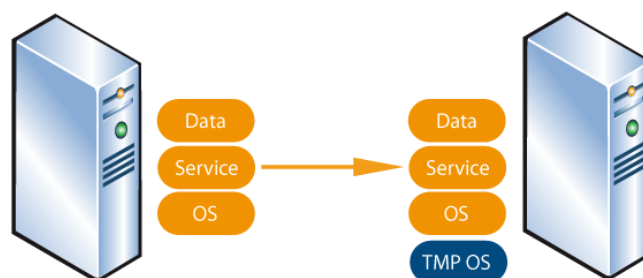 Data
Service
OS
Data
Service
OS
TMP OS